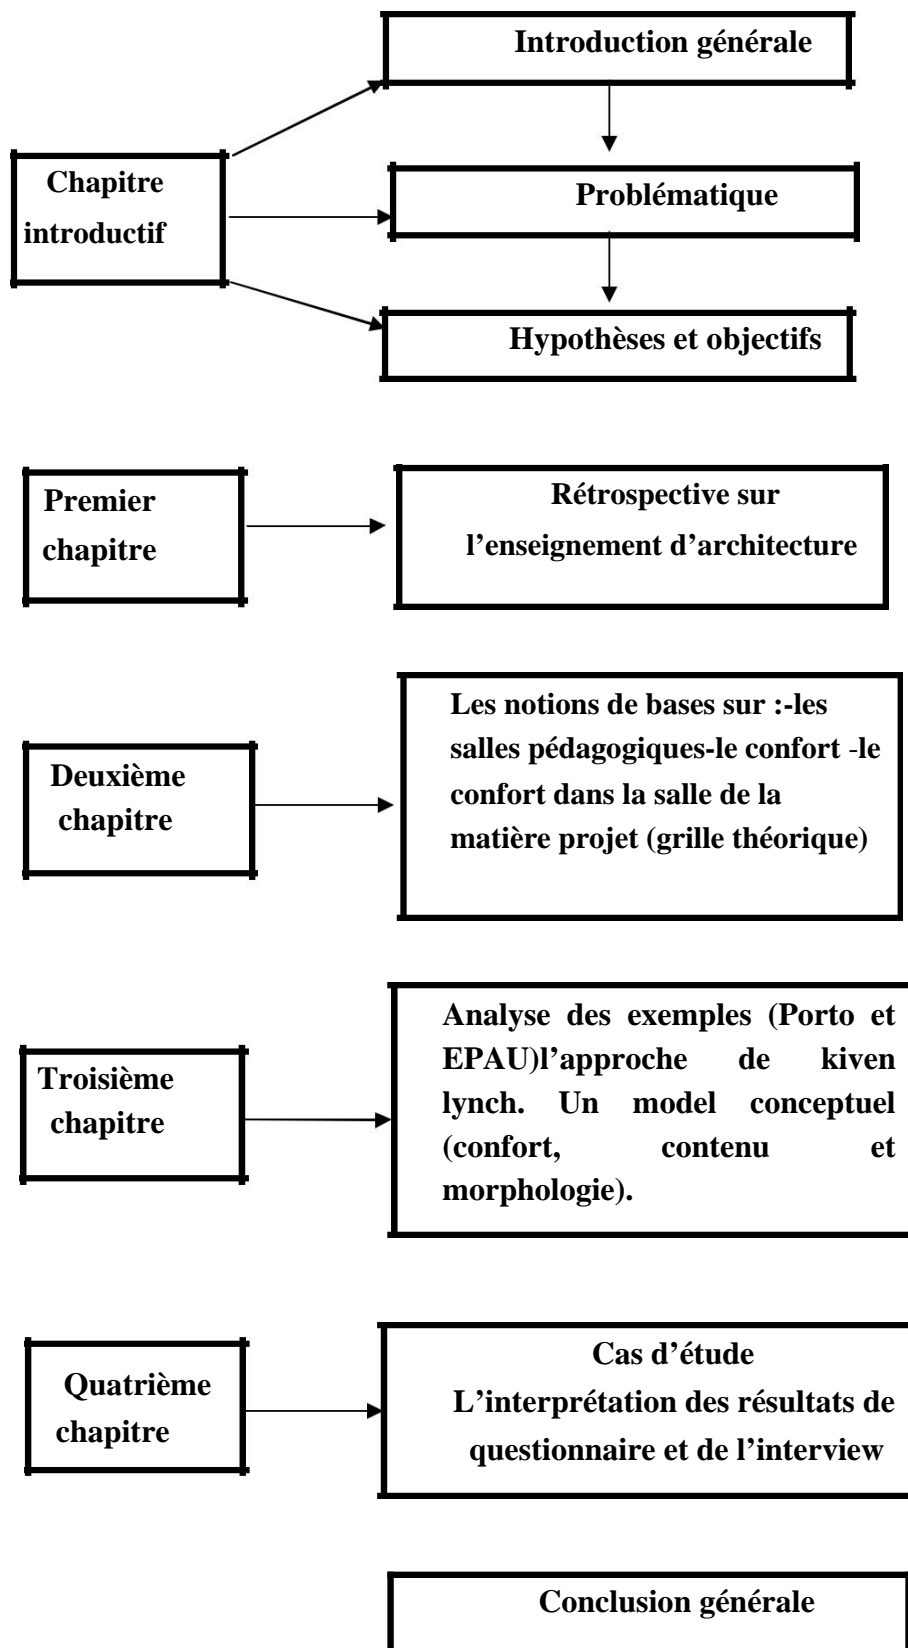 Introduction générale
Chapitre
introductif
Problématique
Hypothèses et objectifs
Premier
chapitre
Rétrospective sur
l’enseignement d’architecture
Deuxième
chapitre
Les notions de bases sur :-les
salles pédagogiques-le confort -le
confort dans la salle de la
matière projet (grille théorique)
Troisième
chapitre
Analyse des exemples (Porto et
EPAU)l’approche de kiven
lynch. Un model conceptuel
(confort, contenu et
morphologie).
Quatrième
chapitre
Cas d’étude
L’interprétation des résultats de
questionnaire et de l’interview
Conclusion générale